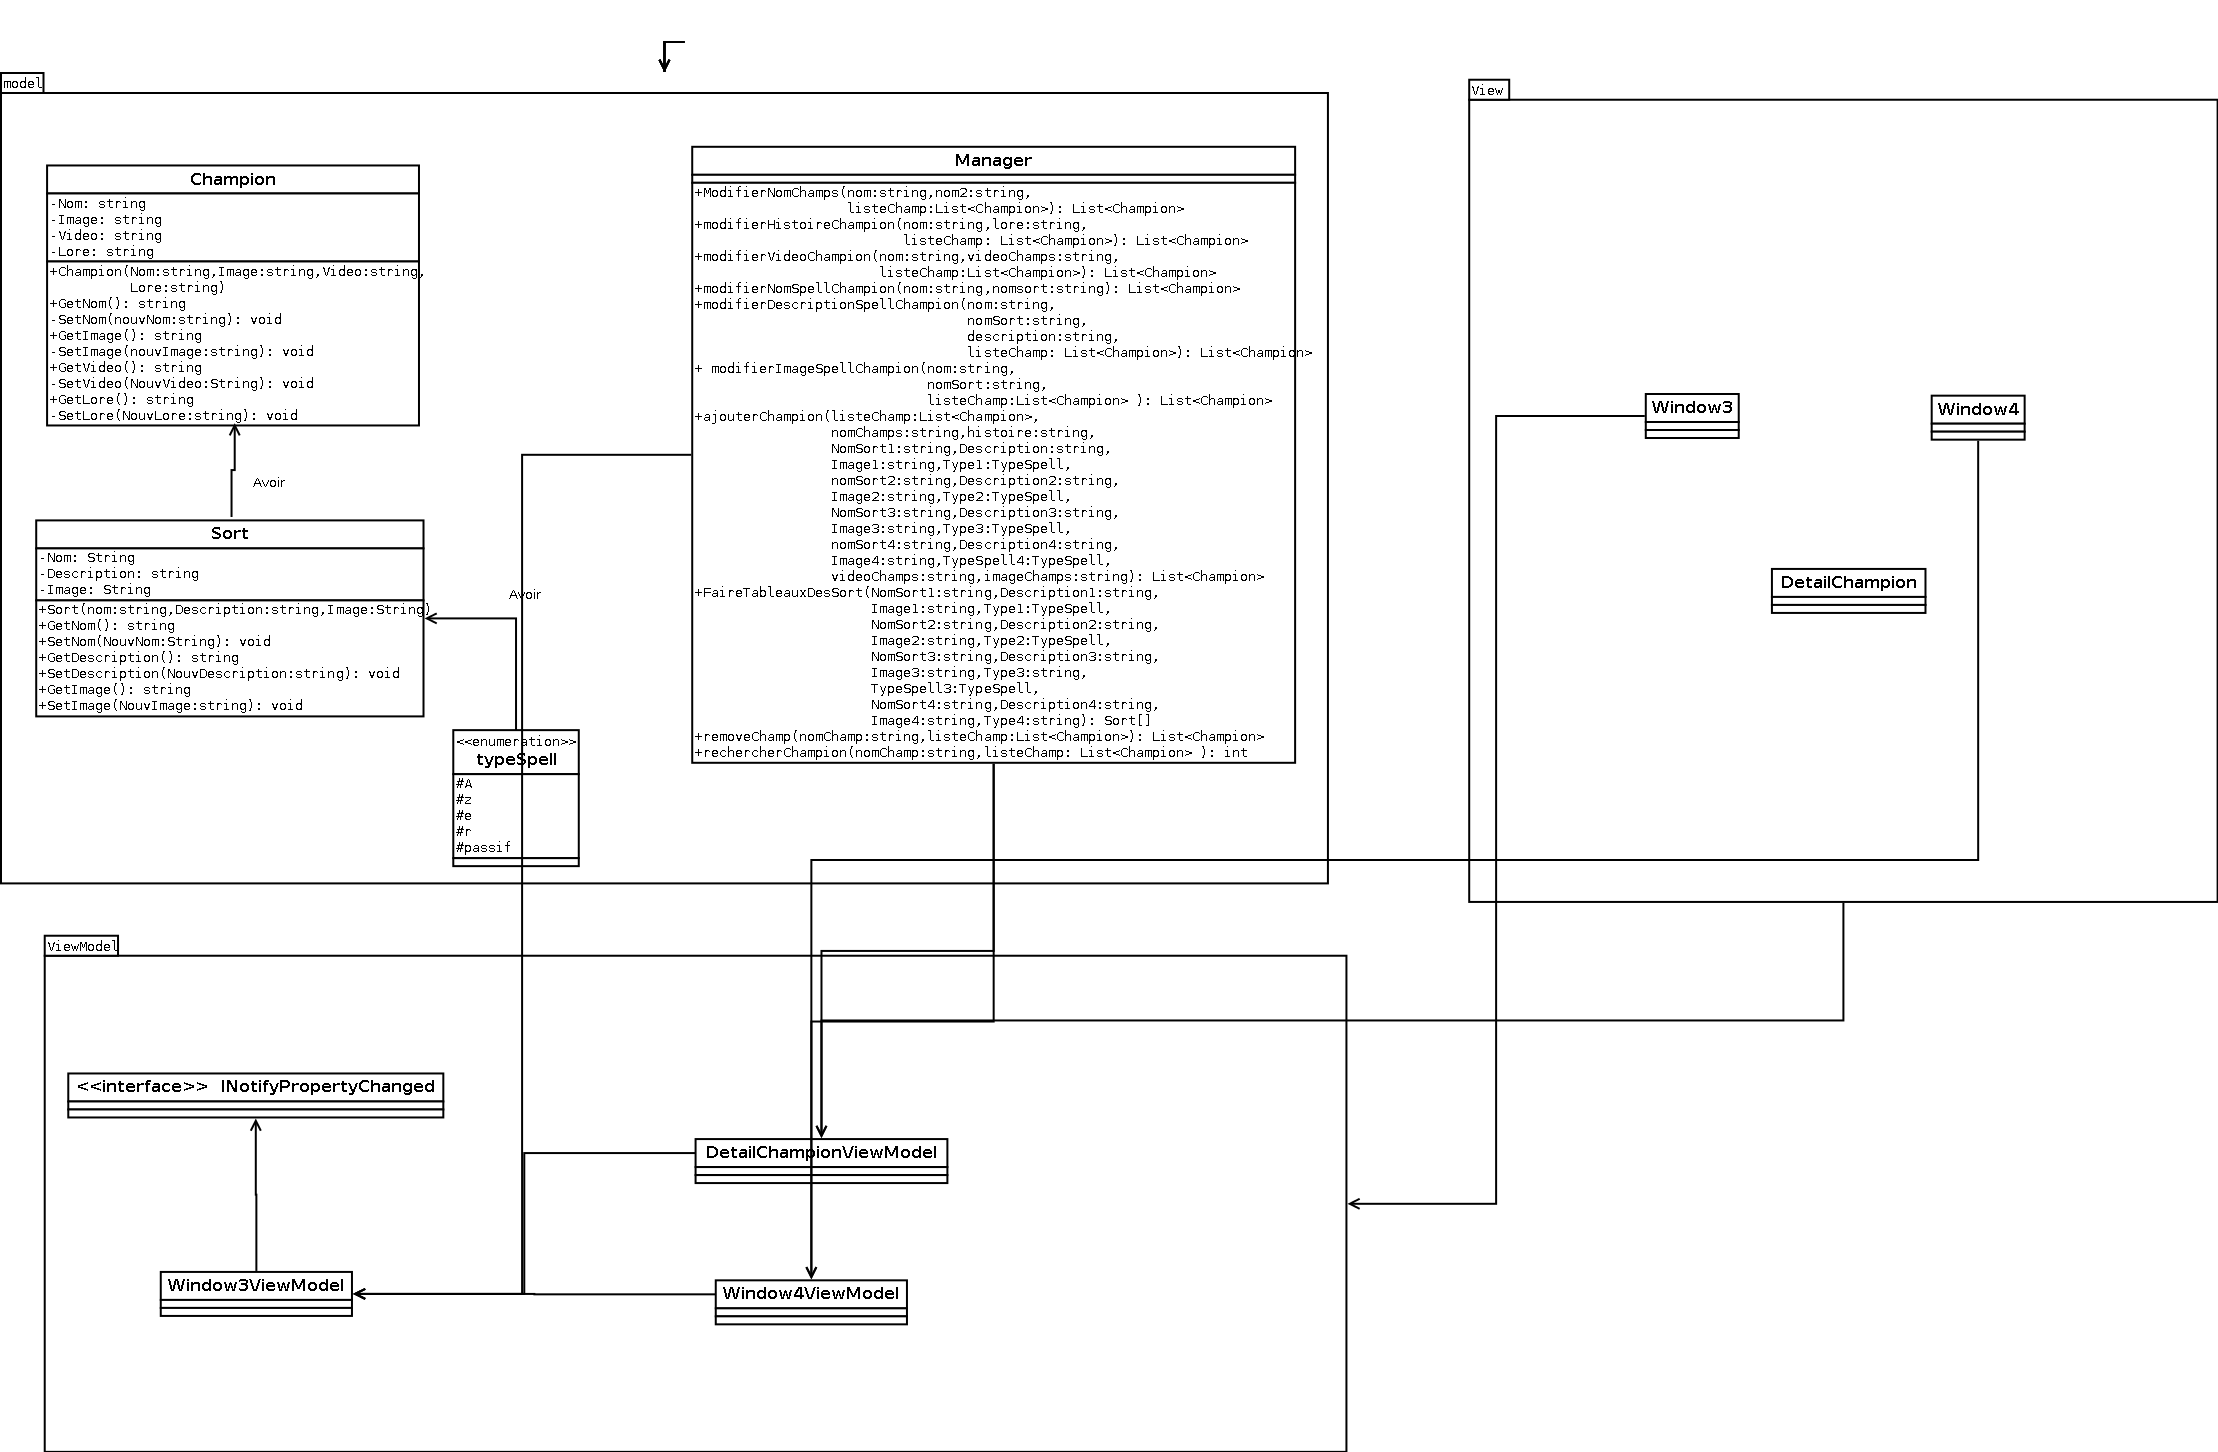 model
Champion
-Nom: string
-Image: string
-Video: string
-Lore: string
+Champion(Nom:string,Image:string,Video:string,
Lore:string)
+GetNom(): string
-SetNom(nouvNom:string): void
+GetImage(): string
-SetImage(nouvImage:string): void
+GetVideo(): string
-SetVideo(NouvVideo:String): void
+GetLore(): string
-SetLore(NouvLore:string): void
Avoir
Sort
-Nom: String
-Description: string
-Image: String
+Sort(nom:string,Description:string,Image:String)
+GetNom(): string
+SetNom(NouvNom:String): void
+GetDescription(): string
+SetDescription(NouvDescription:string): void
+GetImage(): string
+SetImage(NouvImage:string): void
Avoir
<<enumeration>>
typeSpell
#A
#z
#e
#r
#passif
Manager
+ModifierNomChamps(nom:string,nom2:string,
listeChamp:List<Champion>): List<Champion>
+modifierHistoireChampion(nom:string,lore:string,
listeChamp: List<Champion>): List<Champion>
+modifierVideoChampion(nom:string,videoChamps:string,
listeChamp:List<Champion>): List<Champion>
+modifierNomSpellChampion(nom:string,nomsort:string): List<Champion>
+modifierDescriptionSpellChampion(nom:string,
nomSort:string,
description:string,
listeChamp: List<Champion>): List<Champion>
+ modifierImageSpellChampion(nom:string,
nomSort:string,
listeChamp:List<Champion> ): List<Champion>
+ajouterChampion(listeChamp:List<Champion>,
nomChamps:string,histoire:string,
NomSort1:string,Description:string,
Image1:string,Type1:TypeSpell,
nomSort2:string,Description2:string,
Image2:string,Type2:TypeSpell,
NomSort3:string,Description3:string,
Image3:string,Type3:TypeSpell,
nomSort4:string,Description4:string,
Image4:string,TypeSpell4:TypeSpell,
videoChamps:string,imageChamps:string): List<Champion>
+FaireTableauxDesSort(NomSort1:string,Description1:string,
Image1:string,Type1:TypeSpell,
NomSort2:string,Description2:string,
Image2:string,Type2:TypeSpell,
NomSort3:string,Description3:string,
Image3:string,Type3:string,
TypeSpell3:TypeSpell,
NomSort4:string,Description4:string,
Image4:string,Type4:string): Sort[]
+removeChamp(nomChamp:string,listeChamp:List<Champion>): List<Champion>
+rechercherChampion(nomChamp:string,listeChamp: List<Champion> ): int
View
Window3
Window4
DetailChampion
ViewModel
<<interface>> INotifyPropertyChanged
DetailChampionViewModel
Window3ViewModel
Window4ViewModel